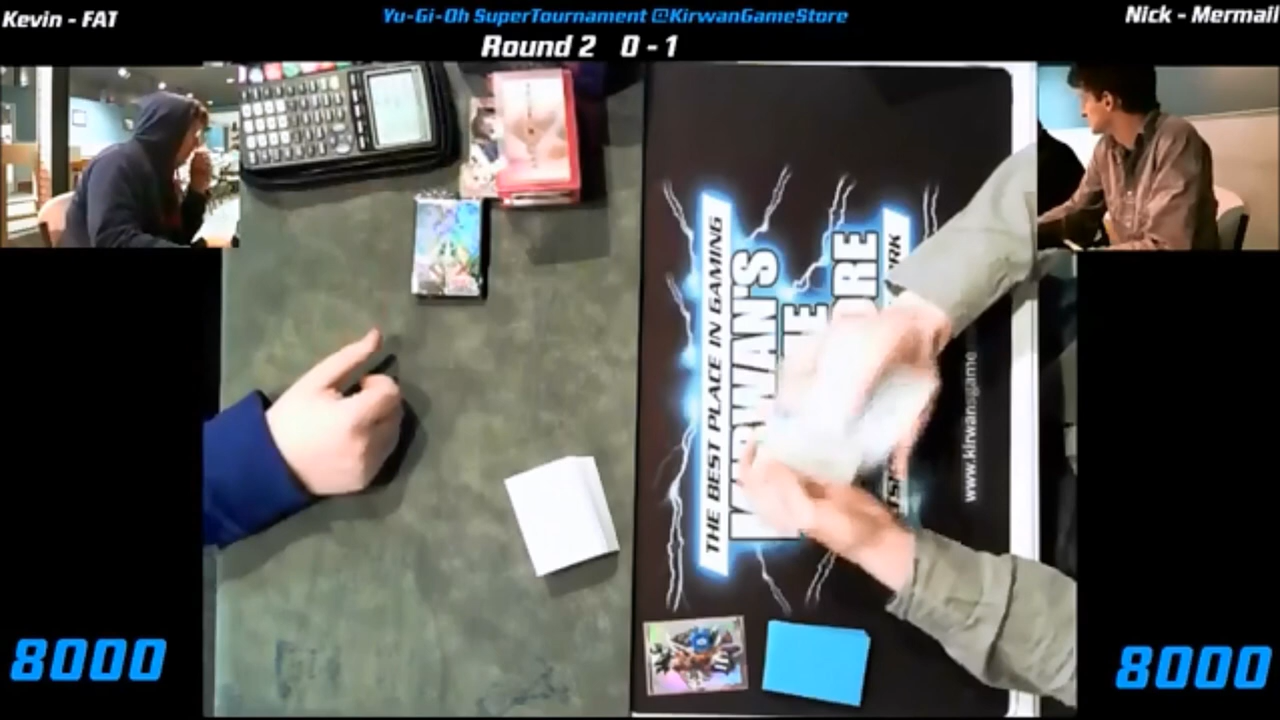 Kevin - FAT
Yu-Gi-Oh SuperTournament @KirwanGameStore
Nick - Mermail
Round 2 0 - 1
THE BEST PLACE IN GAMING
KIRWAN'S
www.kirwansgame
8000
8000